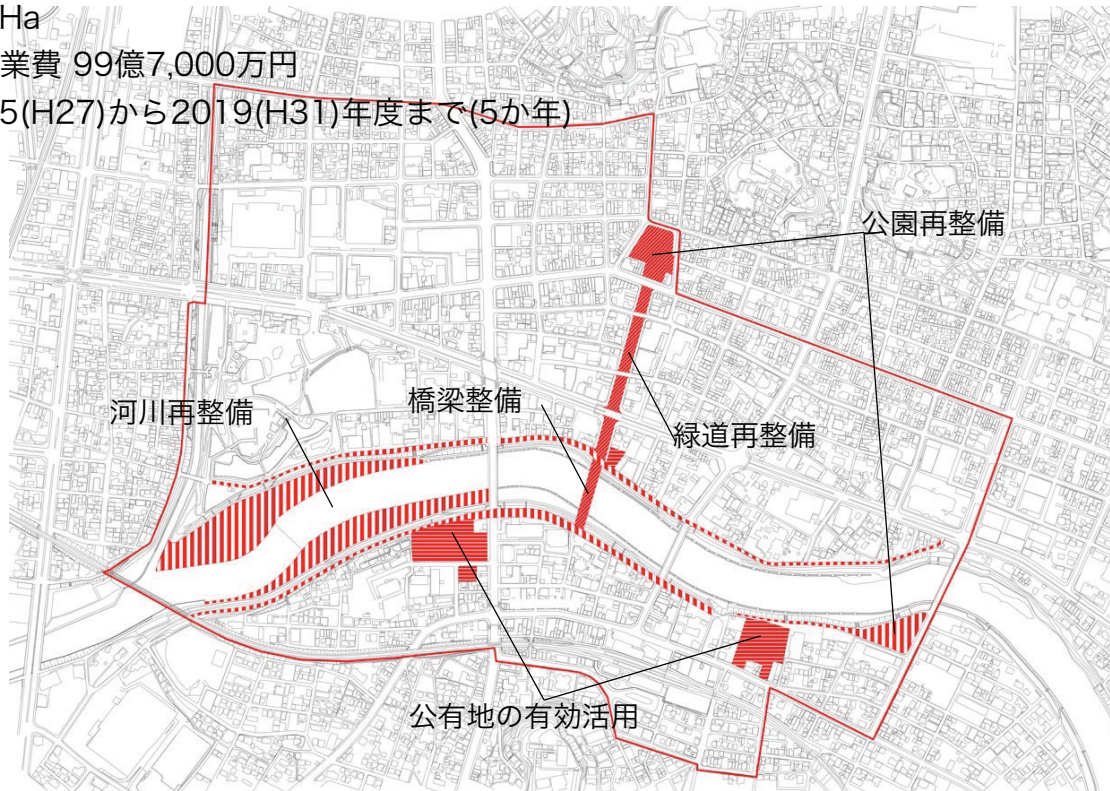 Ha
業費 99億7,000万円
5(H27)から2019(H31)年度まで(5か年)
公園再整備
橋梁整備
河川再整備
緑道再整備
公有地の有効活用